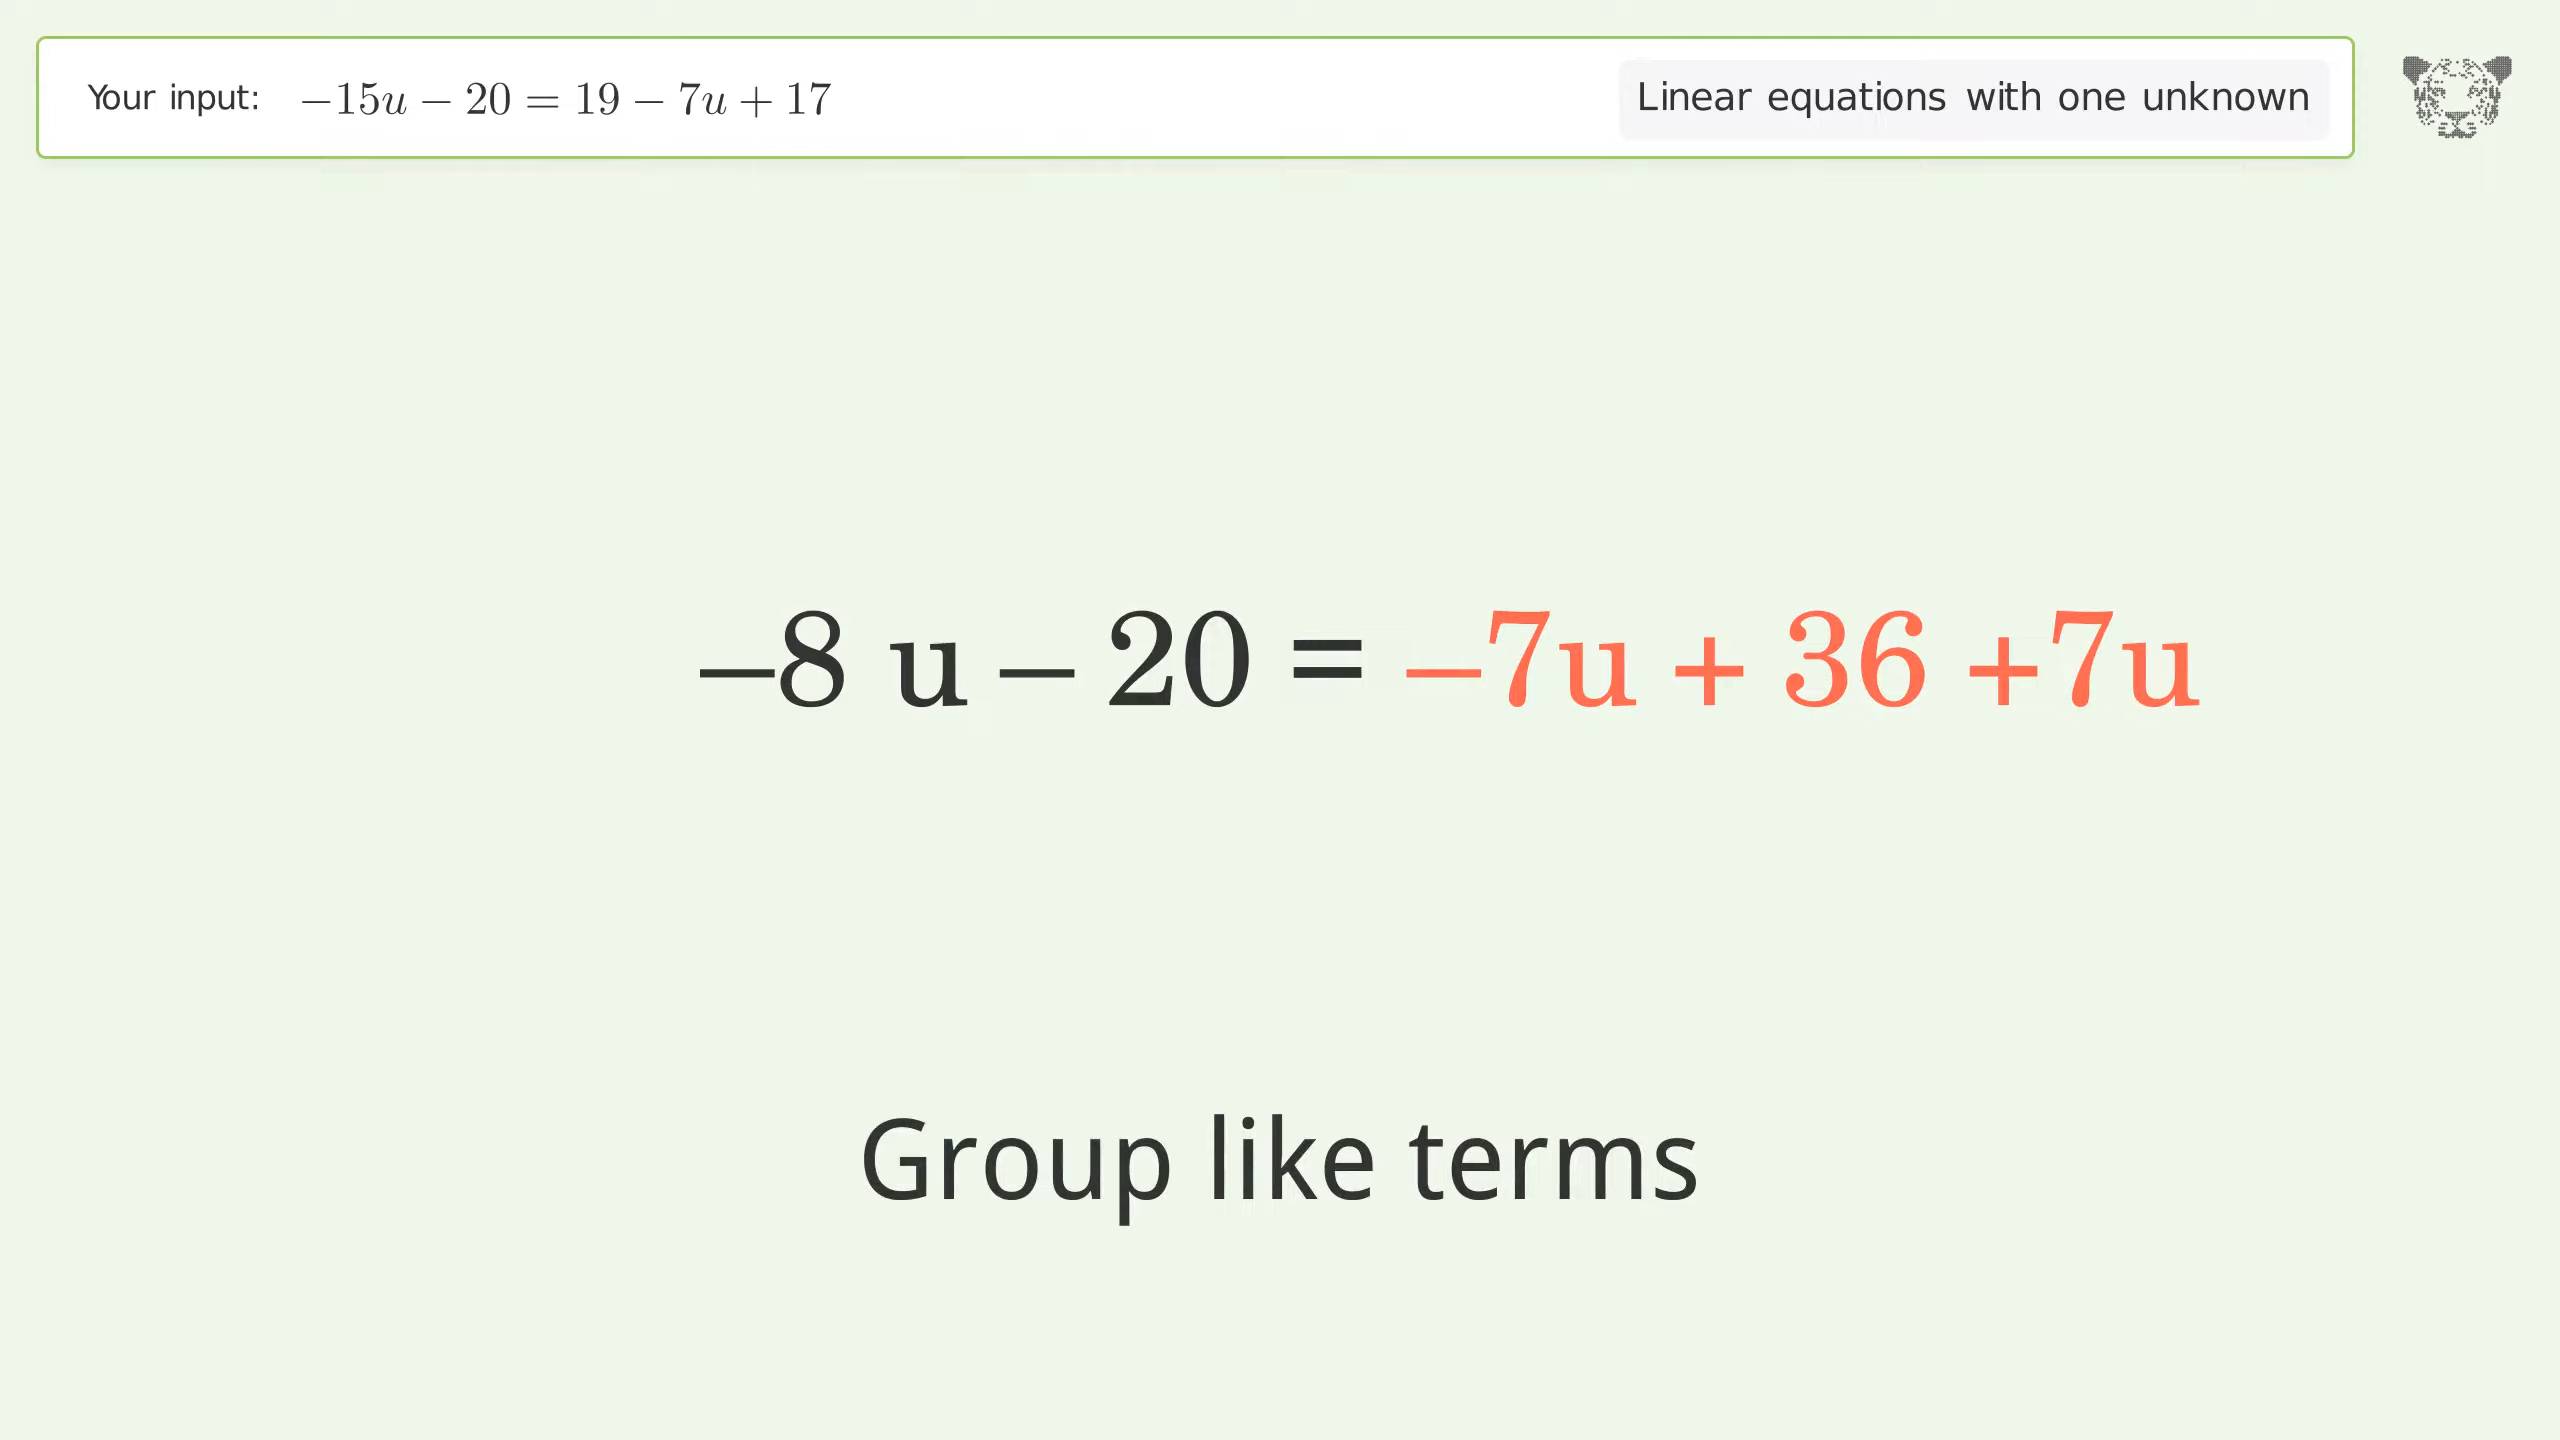 Your input: −15u − 20 = 19 − 7u + 17
Linear equations with one unknown
−8 u − 20 = −7u + 36 +7u
Group like terms